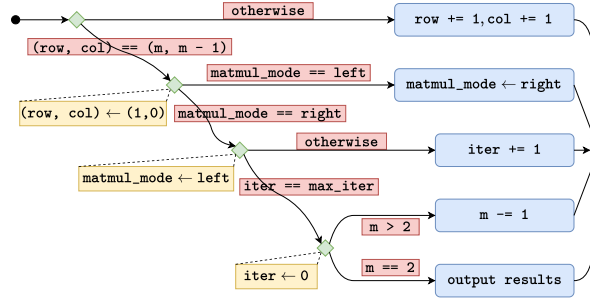 otherwise
row += 1, col += 1
(row, col) == (m, m - 1)
matmul_mode == left
matmul_mode ← right
(row, col) ← (1,0)
matmul_mode == right
otherwise
iter += 1
matmul_mode ← left
iter == max_iter
m -= 1
m > 2
m == 2
iter ← 0
output results